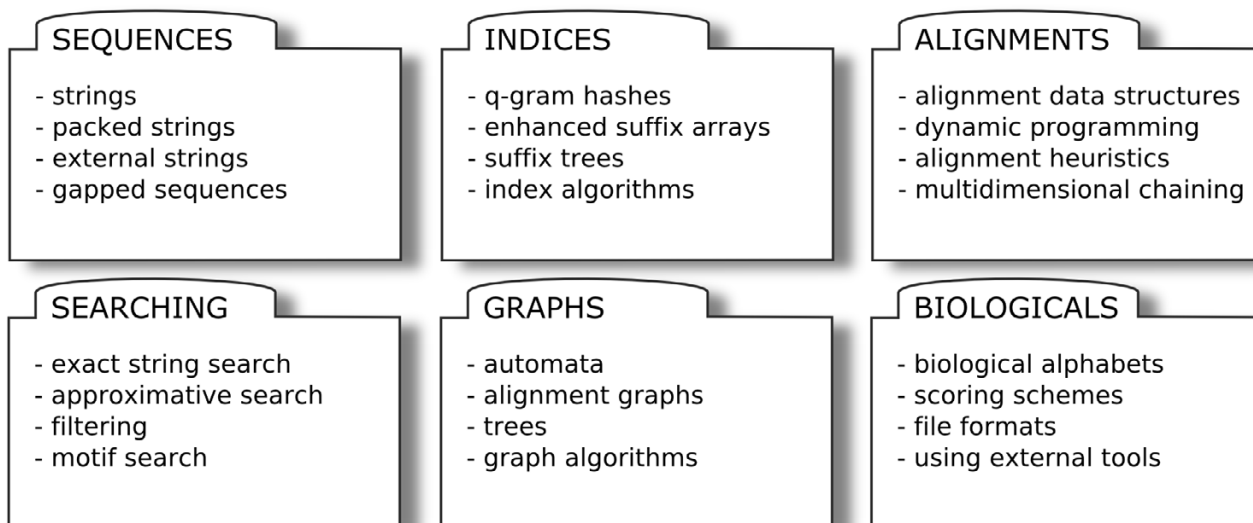 SEQUENCES
- strings
- packed strings
- external strings
- gapped sequences
INDICES
- q-gram hashes
- enhanced suffix arrays
- suffix trees
- index algorithms
ALIGNMENTS
- alignment data structures
- dynamic programming
- alignment heuristics
- multidimensional chaining
SEARCHING
- exact string search
- approximative search
- filtering
- motif search
GRAPHS
- automata
- alignment graphs
- trees
- graph algorithms
BIOLOGICALS
- biological alphabets
- scoring schemes
- file formats
- using external tools